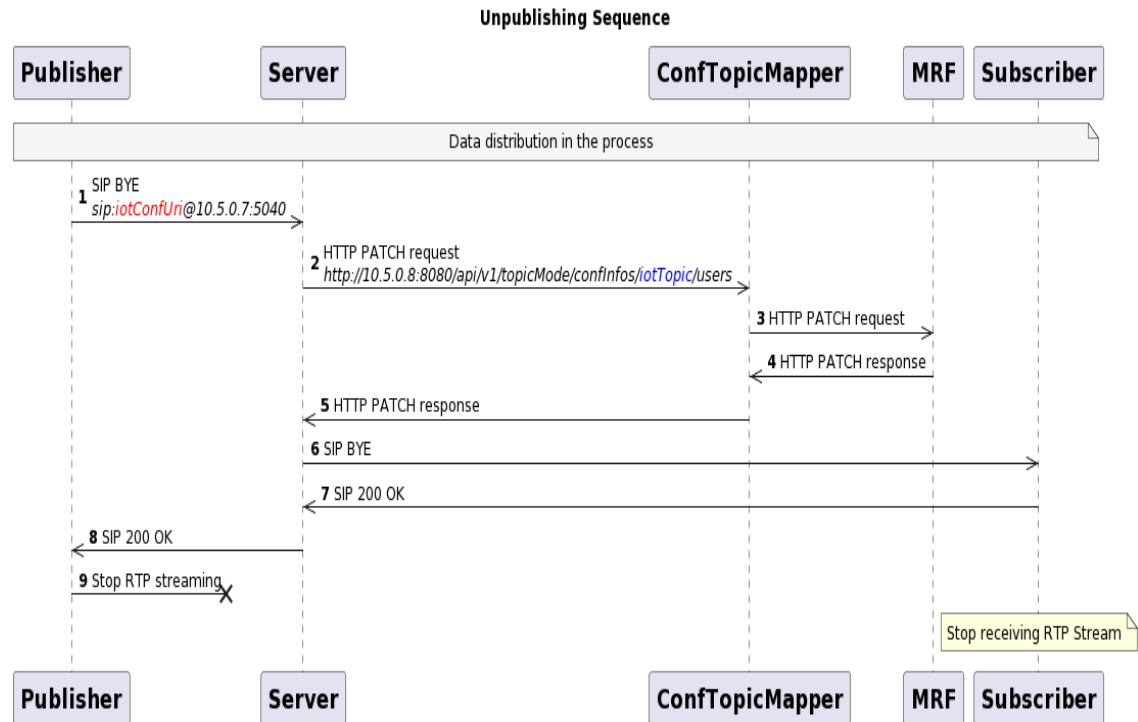 Unpublishing Sequence
Publisher Server ConfTopicMapper MRF Subscriber
Data distribution in the process
1 SIP BYE
sip:iotConfUri@10.5.0.7:5040
2 HTTP PATCH request
http://10.5.0.8:8080/api/v1/topicMode/confInfos/iotTopic/users
3 HTTP PATCH request
4 HTTP PATCH response
5 HTTP PATCH response
6 SIP BYE
7 SIP 200 OK
8 SIP 200 OK
9 Stop RTP streaming
Stop receiving RTP Stream
Publisher Server ConfTopicMapper MRF Subscriber